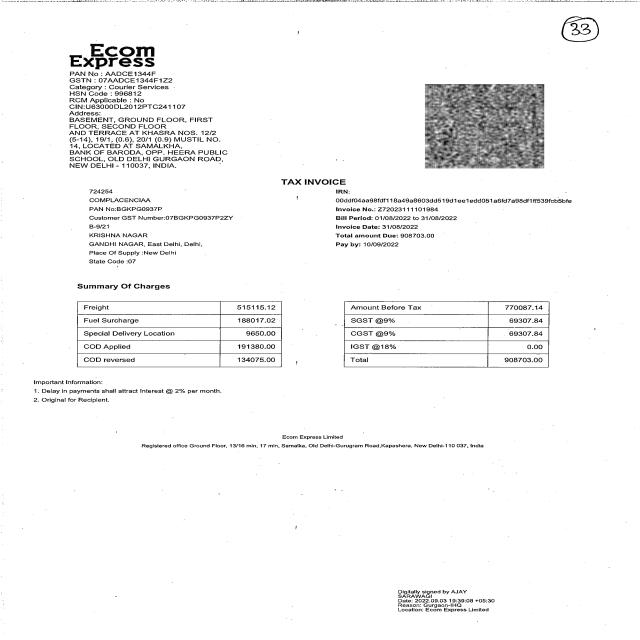 33
Ecom
Express
PAN No : AADCE1344F
GSTN : 07AADCE1344F1Z2
Category : Courier Services
HSN Code : 996812
RCM Applicable : No
CIN:U63000DL2012PTC241107
Address:
BASEMENT, GROUND FLOOR, FIRST
FLOOR, SECOND FLOOR
AND TERRACE AT KHASRA NOS. 12/2
(5-14), 19/1, (0.6), 20/1 (0.9) MUSTIL NO.
14, LOCATED AT SAMALKHA,
BANK OF BARODA, OPP. HEERA PUBLIC
SCHOOL, OLD DELHI GURGAON ROAD,
NEW DELHI - 110037, INDIA.
TAX INVOICE
724254
COMPLACENCIAA
PAN No:BGKPG0937P
Customer GST Number:07BGKPG0937P2ZY
B-9/21
KRISHNA NAGAR
GANDHI NAGAR, East Delhi, Delhi,
Place Of Supply :New Delhi
State Code :07
IRN:
Invoice No.: Z72023111101984
Bill Period: 01/08/2022 to 31/08/2022
Invoice Date: 31/08/2022
Total amount Due: 908703.00
Pay by: 10/09/2022
Summary Of Charges
Freight 515115.12
Fuel Surcharge 188017.02
Special Delivery Location 9650.00
COD Applied 191380.00
COD reversed 134075.00
Amount Before Tax 770087.14
SGST @9% 69307.84
CGST @9% 69307.84
IGST @18% 0.00
Total 908703.00
Important Information:
1. Delay in payments shall attract Interest @ 2% per month.
2. Original for Recipient.
Ecom Express Limited
Registered office Ground Floor, 13/16 min, 17 min, Samalka, Old Delhi-Gurugram Road,Kapashera, New Delhi-110 037, India
Digitally signed by AJAY
SARAWAGI
Date: 2022.09.03 19:39:08 +05:30
Reason: Gurgaon-IHQ
Location: Ecom Express Limited